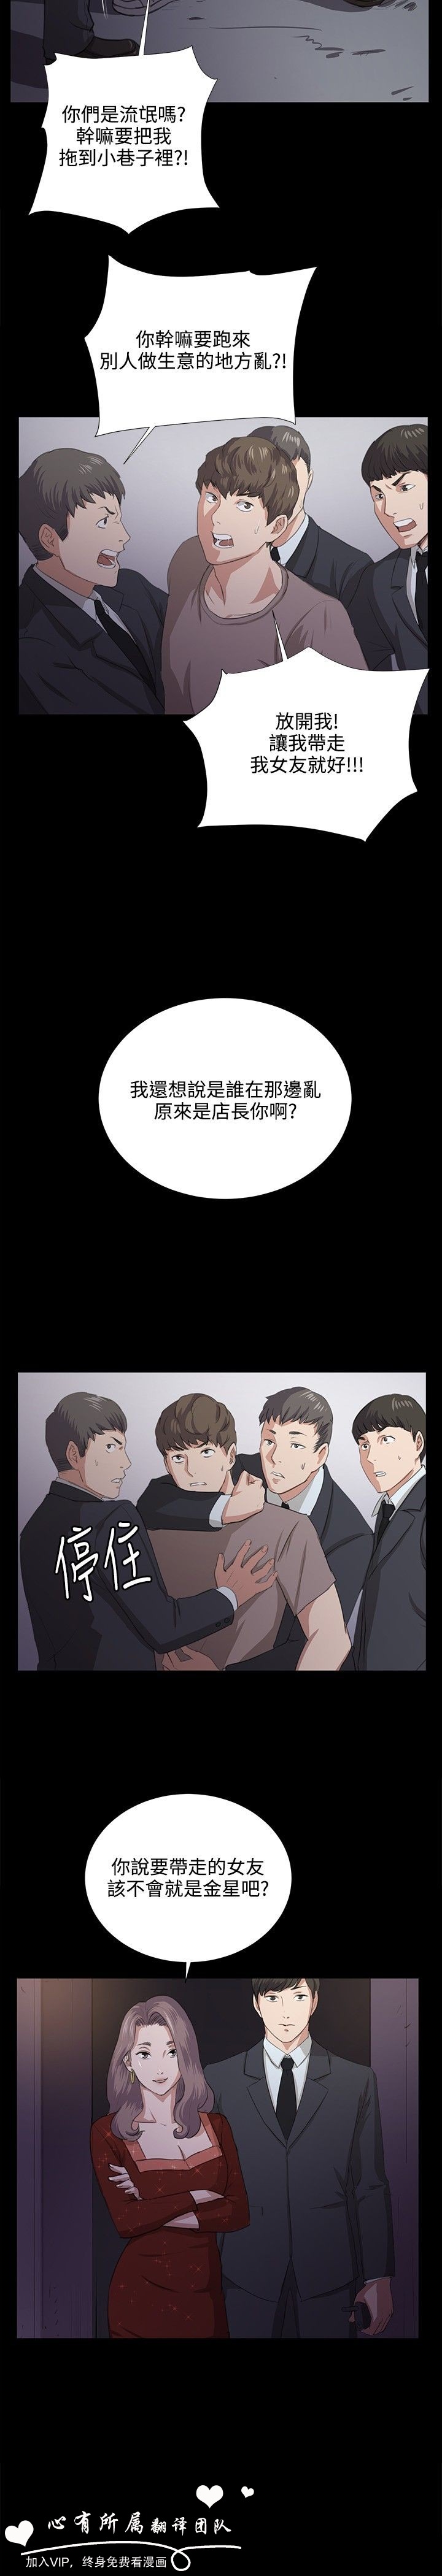 你們是流氓嗎?
幹嘛要把我
拖到小巷子裡?!
你幹嘛要跑來
別人做生意的地方亂?!
放開我!
讓我帶走
我女友就好!!!
我還想說是誰在那邊亂
原來是店長你啊?
停住
你說要帶走的女友
該不會就是金星吧?
心有所属翻译团队
加入VIP，终身免费看漫画